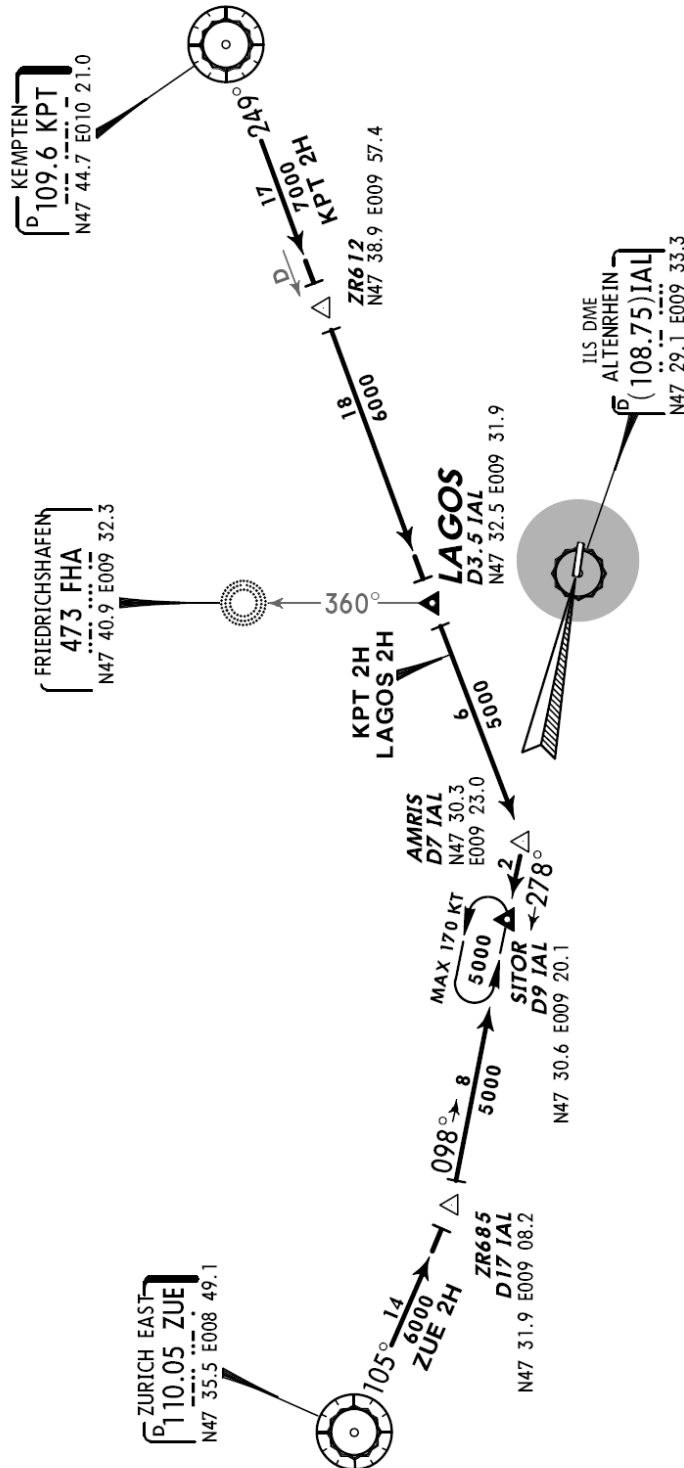 KEMPTEN
D 109.6 KPT
N47 44.7 E010 21.0
249°
17
7000
KPT 2H
D
ZR612
N47 38.9 E009 57.4
18
6000
FRIEDRICHSHAFEN
473 FHA
N47 40.9 E009 32.3
360°
LAGOS
D3.5 IAL
N47 32.5 E009 31.9
ILS DME
ALTENRHEIN
D (108.75)IAL
N47 29.1 E009 33.3
KPT 2H
LAGOS 2H
6
5000
AMRIS
D7 IAL
N47 30.3
E009 23.0
2
278°
MAX 170 KT
5000
SITOR
D9 IAL
N47 30.6 E009 20.1
098°
8
5000
ZR685
D17 IAL
N47 31.9 E009 08.2
ZURICH EAST
D 110.05 ZUE
N47 35.5 E008 49.1
105°
14
6000
ZUE 2H